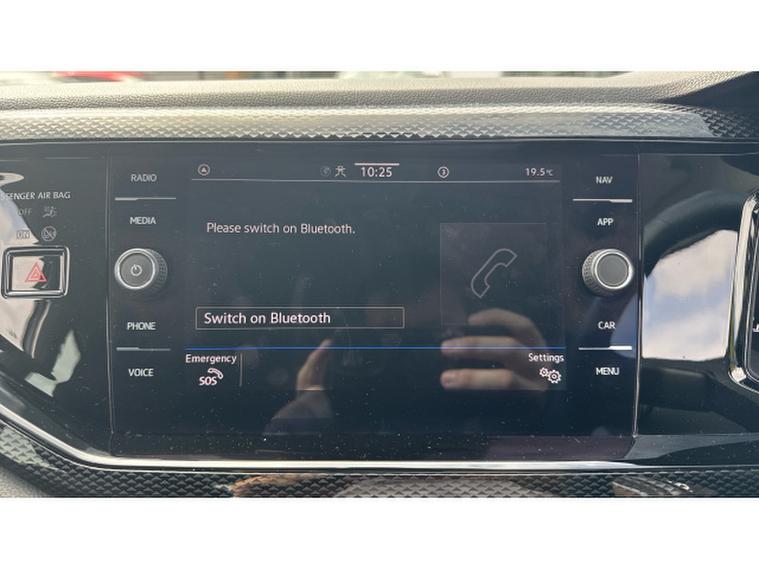 RADIO
10:25
19.5°C
NAV
SSENGER AIR BAG
OFF
MEDIA
APP
Please switch on Bluetooth.
ON
PHONE
Switch on Bluetooth
CAR
Emergency
Settings
VOICE
SOS
MENU